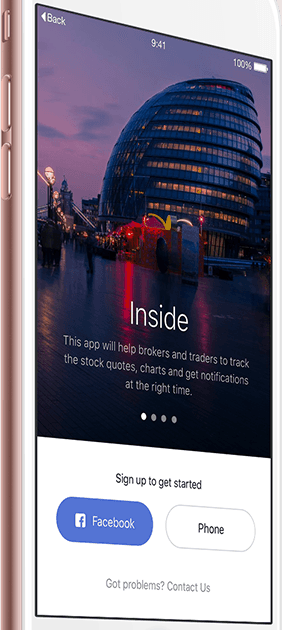 Back
9:41
100%
Inside
This app will help brokers and traders to track
the stock quotes, charts and get notifications
at the right time.
Sign up to get started
Facebook
Phone
Got problems? Contact Us